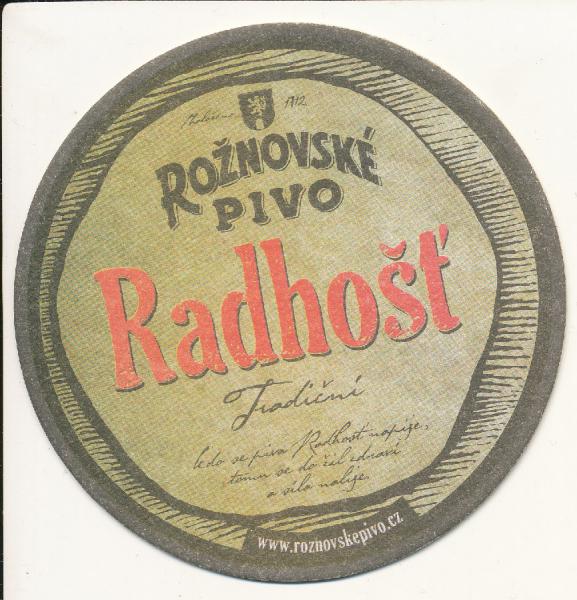 Založeno 1712
ROŽNOVSKÉ
PIVO
Radhošť
Tradiční
kdo se piva Radhošť napije,
tomu se do žil zdraví
a síla nalije.
www.roznovskepivo.cz